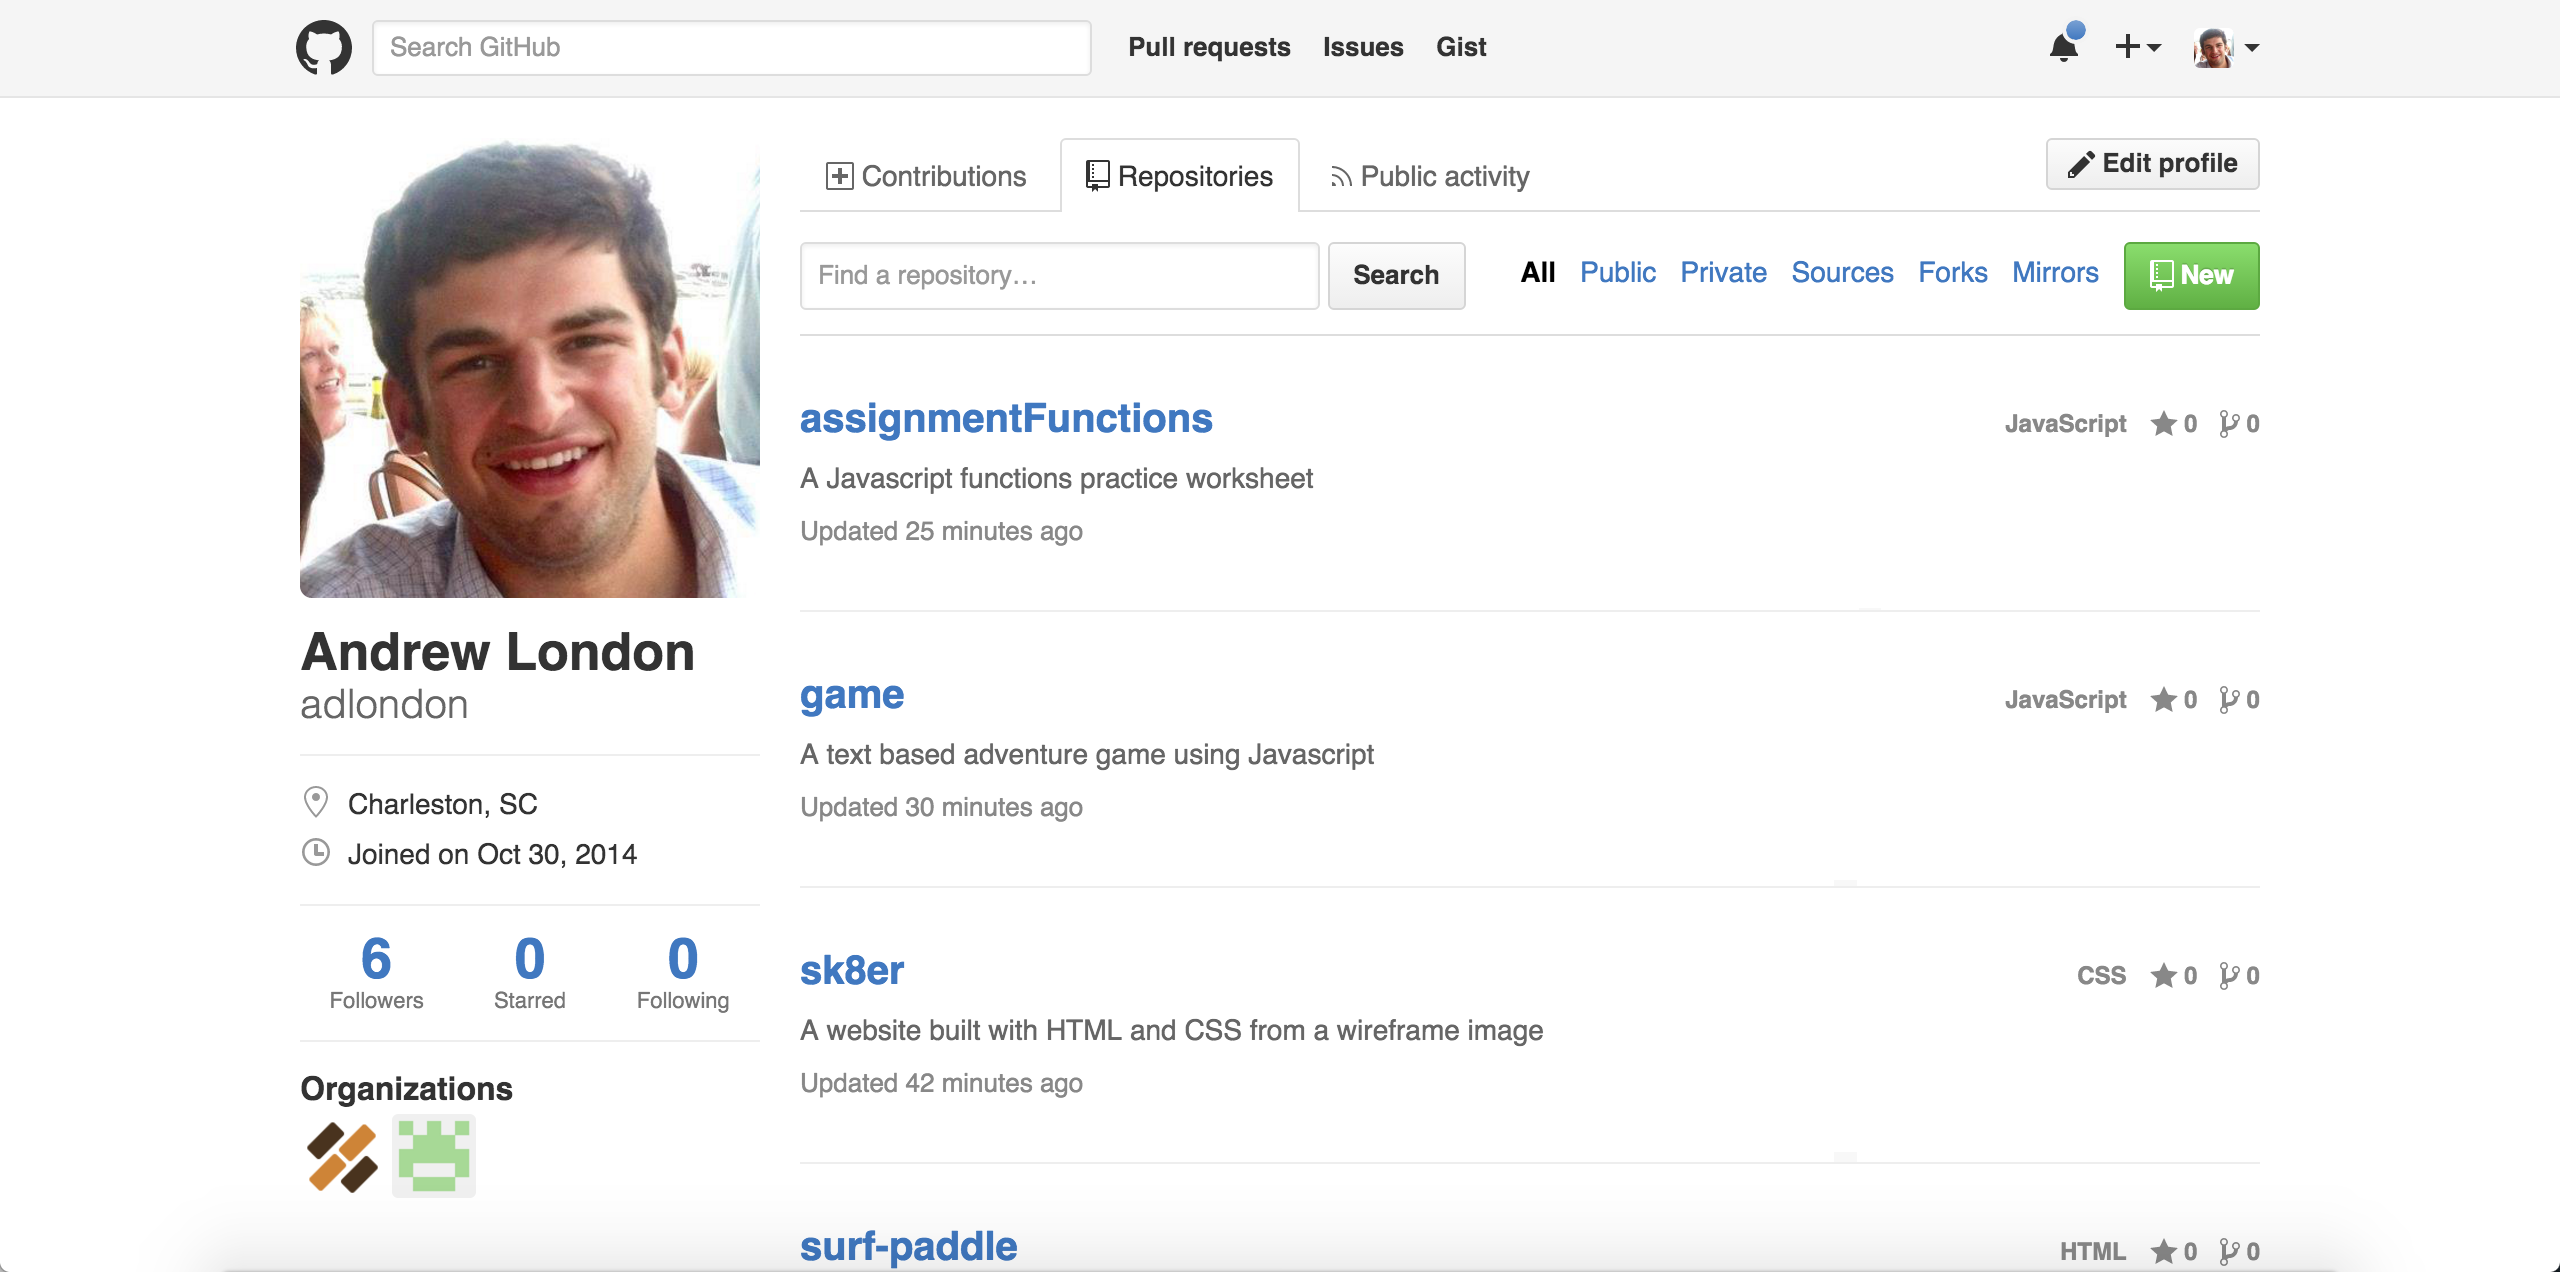 Search GitHub
Pull requests Issues Gist
Contributions Repositories Public activity
Edit profile
Find a repository…
Search
All Public Private Sources Forks Mirrors
New
Andrew London
adlondon
Charleston, SC
Joined on Oct 30, 2014
6 0 0
Followers Starred Following
Organizations
assignmentFunctions
JavaScript 0 0
A Javascript functions practice worksheet
Updated 25 minutes ago
game
JavaScript 0 0
A text based adventure game using Javascript
Updated 30 minutes ago
sk8er
CSS 0 0
A website built with HTML and CSS from a wireframe image
Updated 42 minutes ago
surf-paddle
HTML 0 0